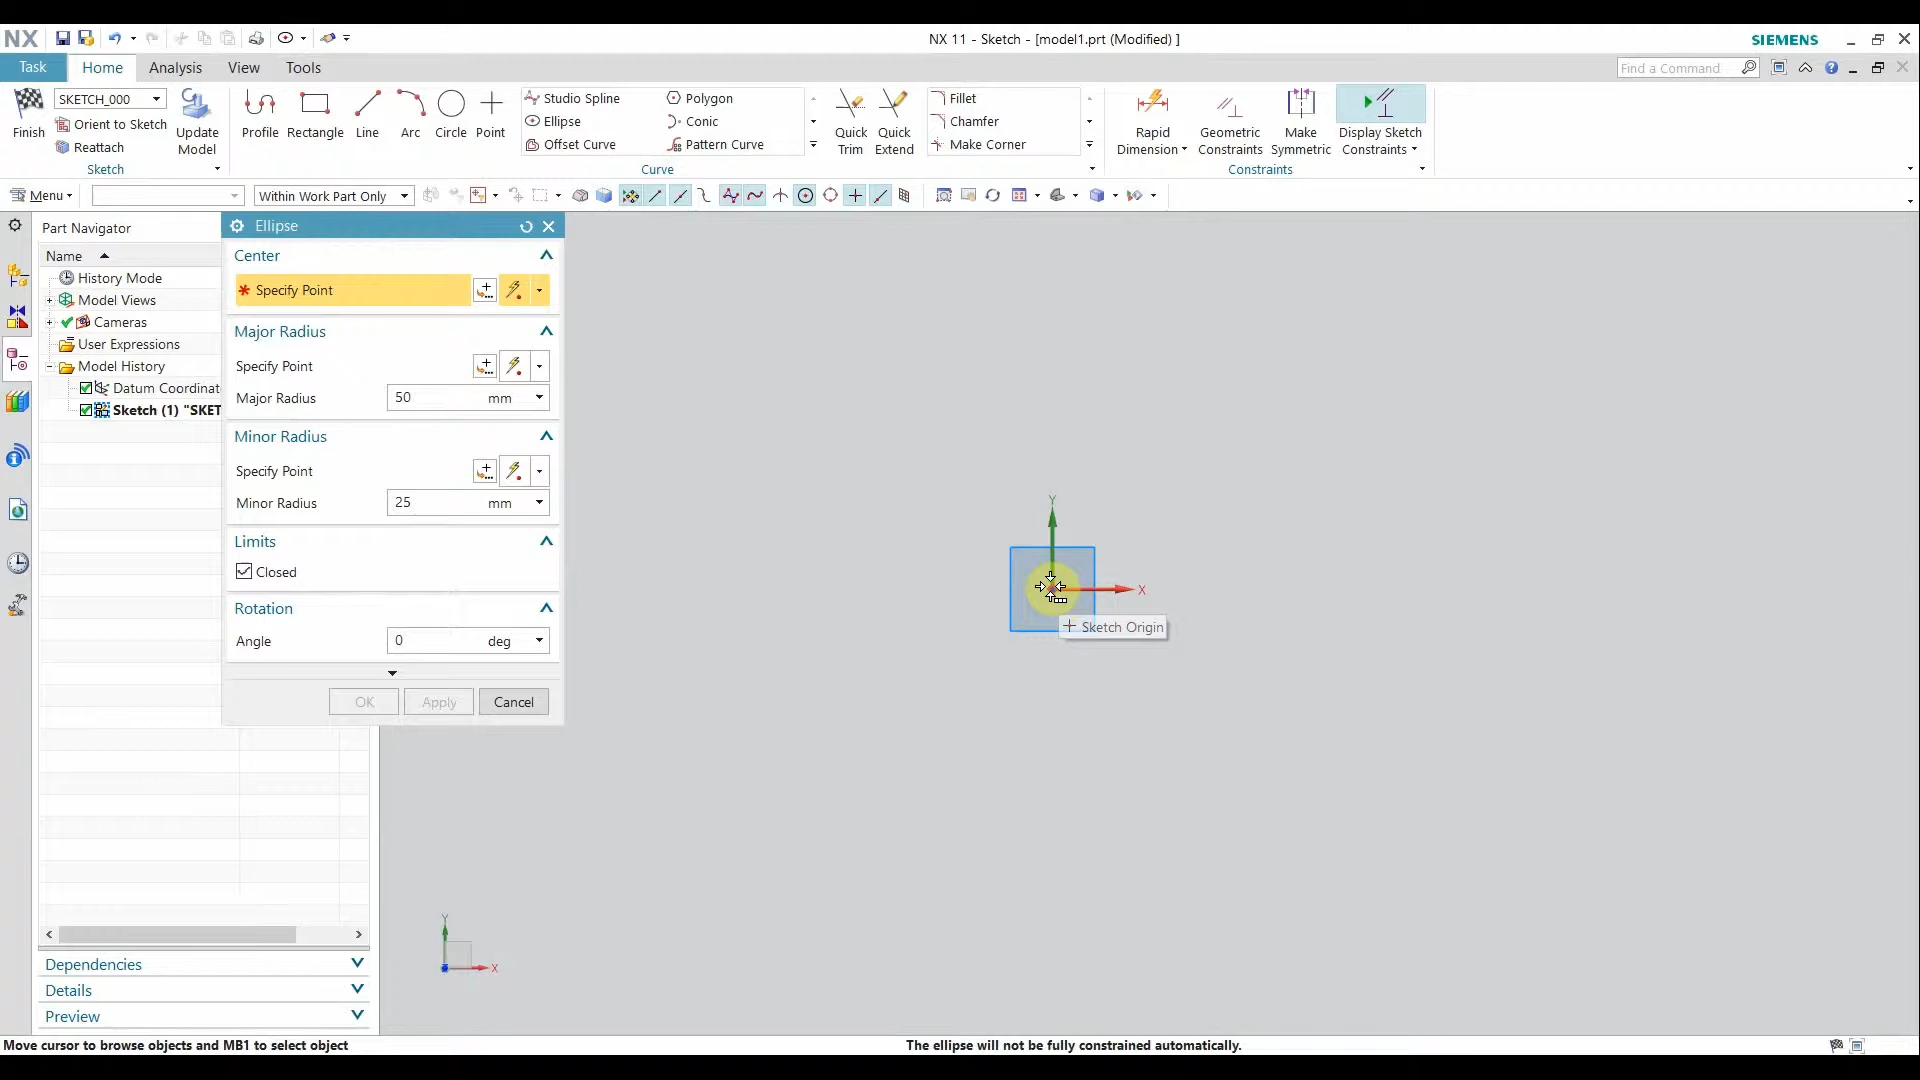 NX
NX 11 - Sketch - [model1.prt (Modified) ]
SIEMENS
Task
Home
Analysis
View
Tools
Find a Command
Finish
SKETCH_000
Orient to Sketch
Reattach
Update
Model
Sketch
Profile
Rectangle
Line
Arc
Circle
Point
Studio Spline
Ellipse
Offset Curve
Polygon
Conic
Pattern Curve
Curve
Quick
Trim
Quick
Extend
Fillet
Chamfer
Make Corner
Rapid
Dimension
Geometric
Constraints
Make
Symmetric
Display Sketch
Constraints
Constraints
Menu
Within Work Part Only
Part Navigator
Name
History Mode
Model Views
Cameras
User Expressions
Model History
Datum Coordinat
Sketch (1) "SKET
Ellipse
Center
* Specify Point
Major Radius
Specify Point
Major Radius 50 mm
Minor Radius
Specify Point
Minor Radius 25 mm
Limits
Closed
Rotation
Angle 0 deg
OK
Apply
Cancel
Y
X
Sketch Origin
Y
X
Dependencies
Details
Preview
Move cursor to browse objects and MB1 to select object
The ellipse will not be fully constrained automatically.